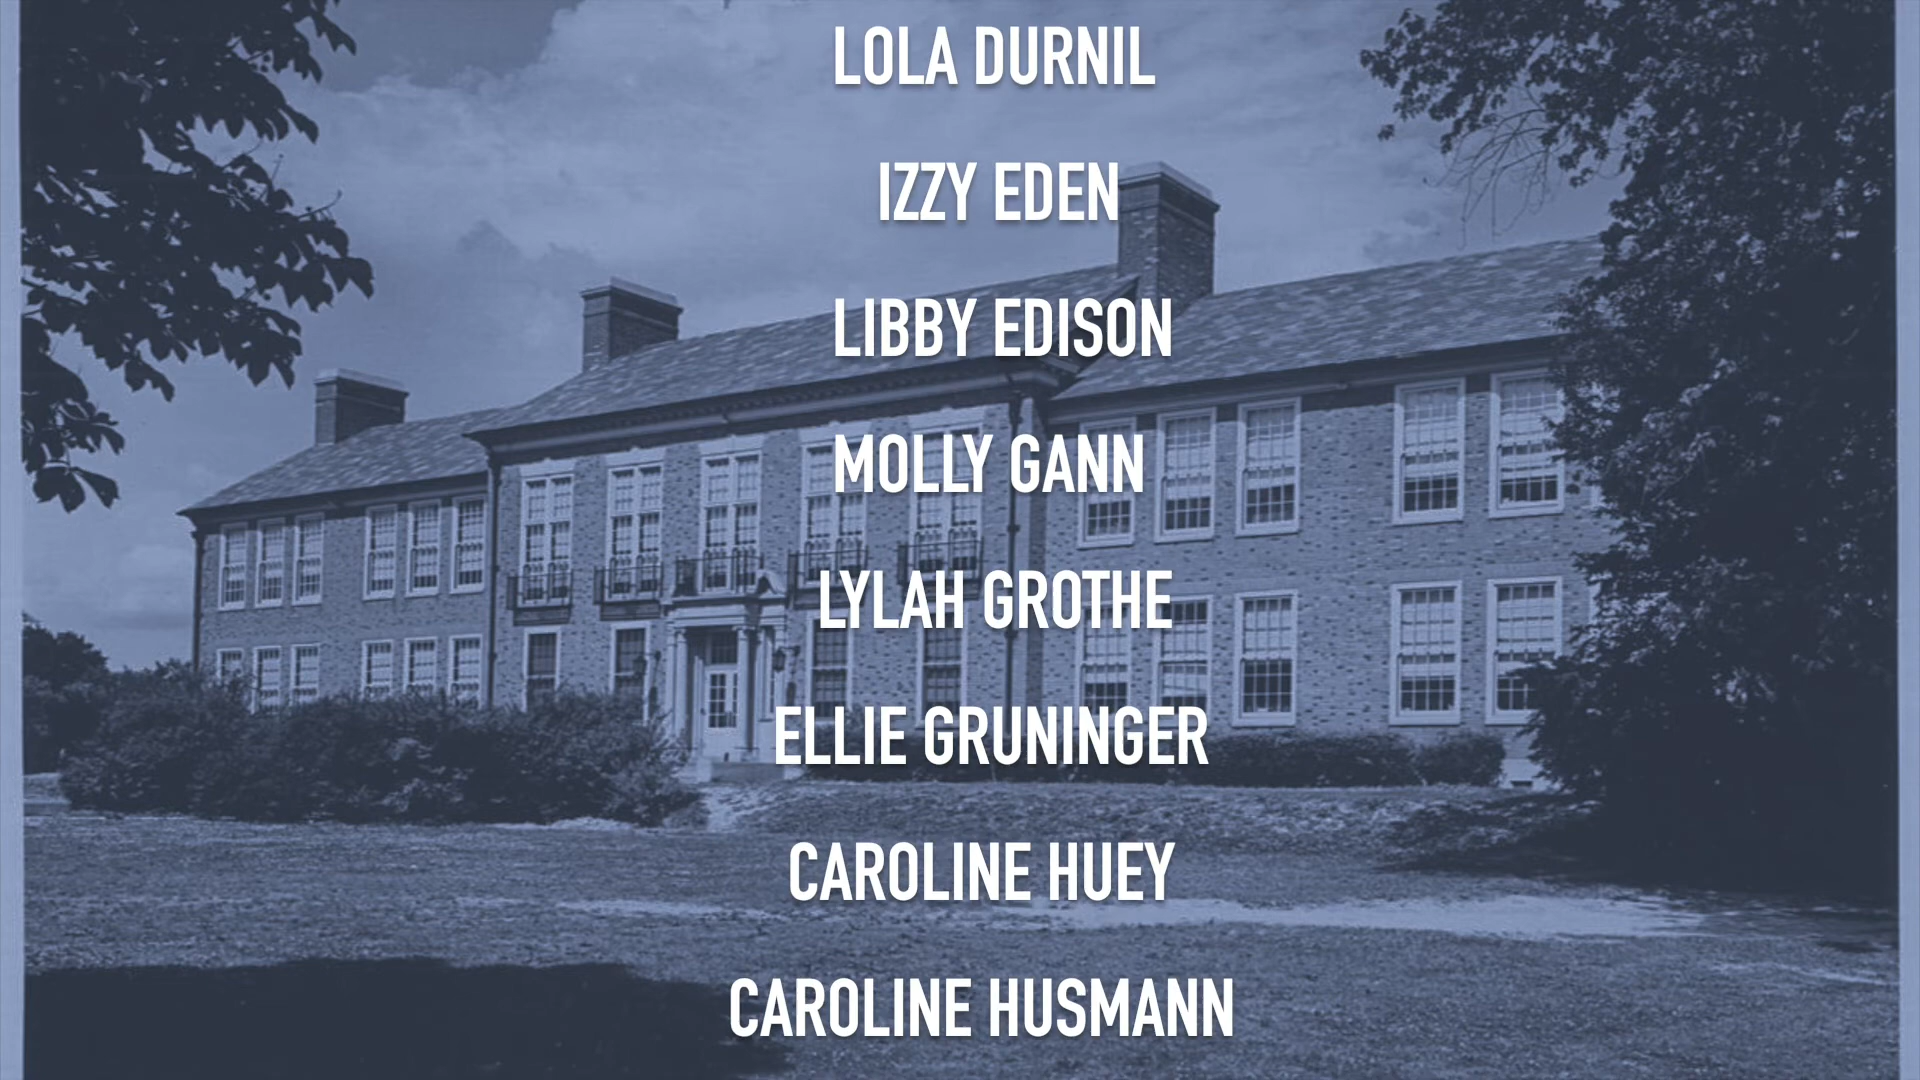 LOLA DURNIL
IZZY EDEN
LIBBY EDISON
MOLLY GANN
LYLAH GROTHE
ELLIE GRUNINGER
CAROLINE HUEY
CAROLINE HUSMANN